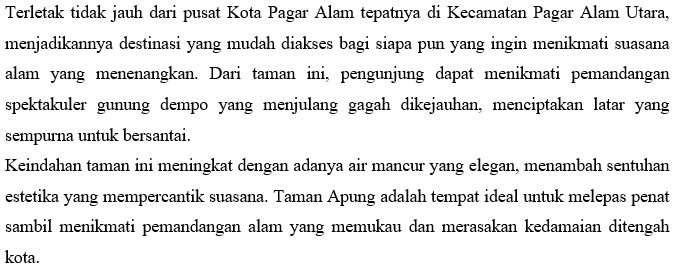 Terletak tidak jauh dari pusat Kota Pagar Alam tepatnya di Kecamatan Pagar Alam Utara,
menjadikannya destinasi yang mudah diakses bagi siapa pun yang ingin menikmati suasana
alam yang menenangkan. Dari taman ini, pengunjung dapat menikmati pemandangan
spektakuler gunung dempo yang menjulang gagah dikejauhan, menciptakan latar yang
sempurna untuk bersantai.
Keindahan taman ini meningkat dengan adanya air mancur yang elegan, menambah sentuhan
estetika yang mempercantik suasana. Taman Apung adalah tempat ideal untuk melepas penat
sambil menikmati pemandangan alam yang memukau dan merasakan kedamaian ditengah
kota.